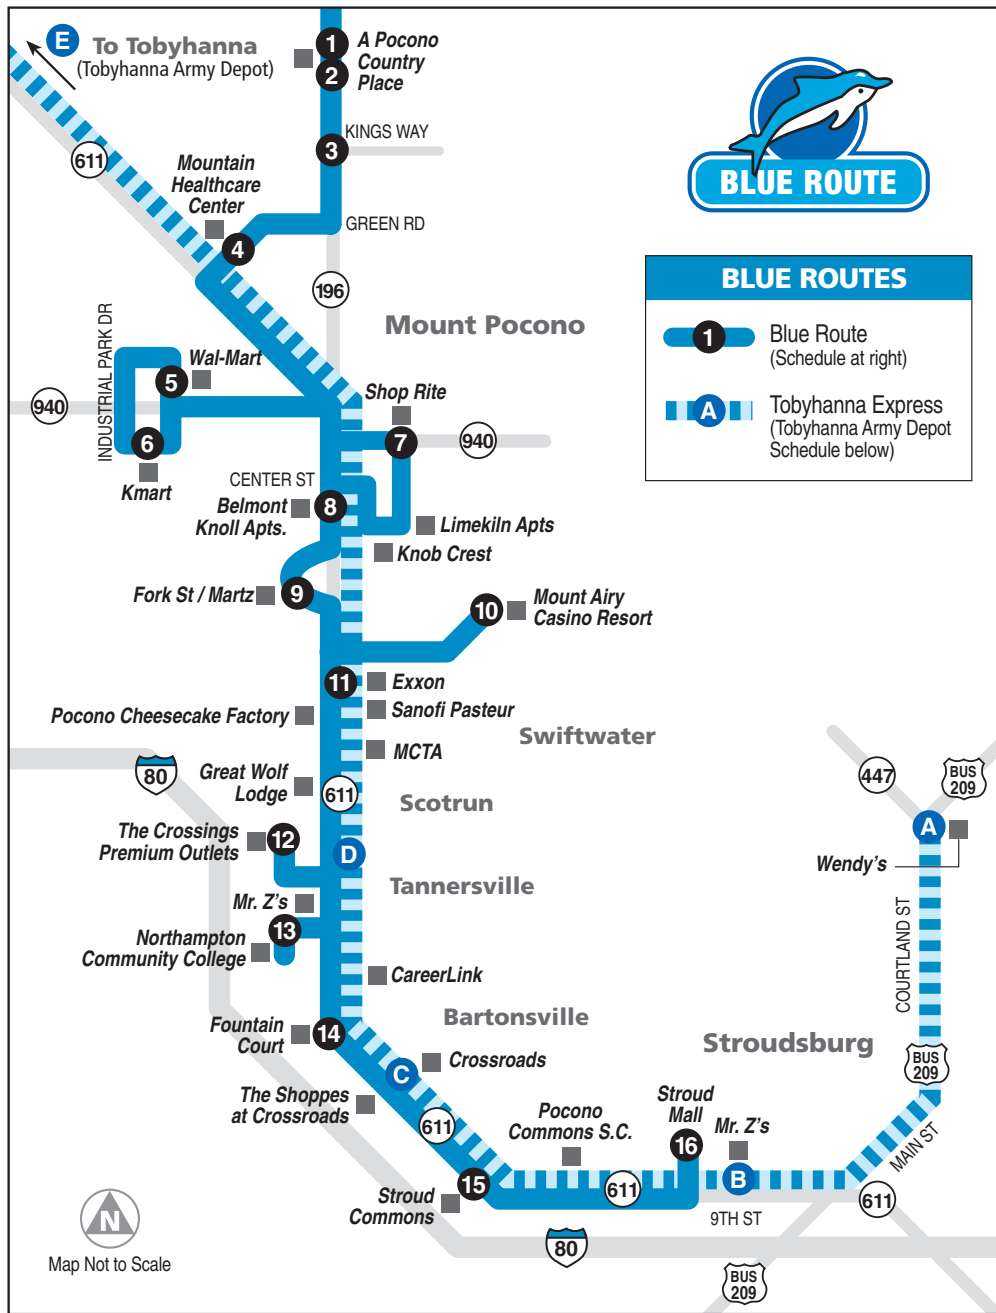 E
To Tobyhanna
(Tobyhanna Army Depot)
1
2
A Pocono
Country
Place
BLUE ROUTE
611
3
KINGS WAY
Mountain
Healthcare
Center
4
GREEN RD
196
BLUE ROUTES
1
Blue Route
(Schedule at right)
A
Tobyhanna Express
(Tobyhanna Army Depot
Schedule below)
Mount Pocono
INDUSTRIAL PARK DR
Wal-Mart
5
940
6
Kmart
Shop Rite
7
940
CENTER ST
Belmont
Knoll Apts.
8
Limekiln Apts
Knob Crest
Fork St / Martz
9
10
Mount Airy
Casino Resort
11
Exxon
Sanofi Pasteur
Pocono Cheesecake Factory
MCTA
Swiftwater
80
Great Wolf
Lodge
611
Scotrun
447
BUS
209
A
Wendy's
The Crossings
Premium Outlets
12
D
Tannersville
Mr. Z's
13
Northampton
Community College
CareerLink
COURTLAND ST
Bartonsville
Fountain
Court
14
Stroudsburg
C
Crossroads
BUS
209
The Shoppes
at Crossroads
611
Pocono
Commons S.C.
Stroud
Mall
16
Mr. Z's
MAIN ST
15
Stroud
Commons
611
B
611
9TH ST
N
Map Not to Scale
80
BUS
209